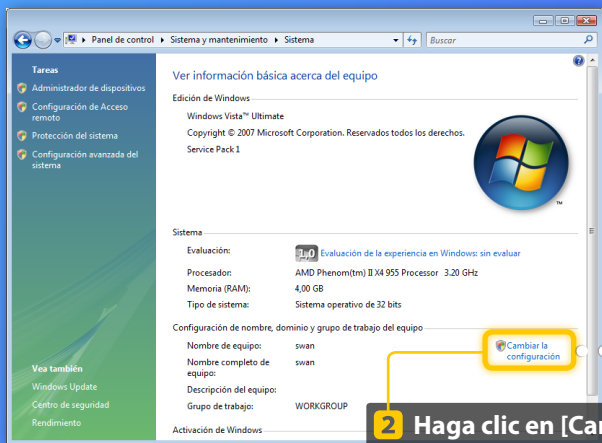 Panel de control ▸ Sistema y mantenimiento ▸ Sistema
Buscar
Tareas
Administrador de dispositivos
Configuración de Acceso
remoto
Protección del sistema
Configuración avanzada del
sistema
Vea también
Windows Update
Centro de seguridad
Rendimiento
Ver información básica acerca del equipo
Edición de Windows
Windows Vista™ Ultimate
Copyright © 2007 Microsoft Corporation. Reservados todos los derechos.
Service Pack 1
TM
Sistema
Evaluación: 1,0 Evaluación de la experiencia en Windows: sin evaluar
Procesador: AMD Phenom(tm) II X4 955 Processor 3.20 GHz
Memoria (RAM): 4,00 GB
Tipo de sistema: Sistema operativo de 32 bits
Configuración de nombre, dominio y grupo de trabajo del equipo
Nombre de equipo: swan
Cambiar la
configuración
Nombre completo de swan
equipo:
Descripción del equipo:
Grupo de trabajo: WORKGROUP
Activación de Windows
2 Haga clic en [Ca